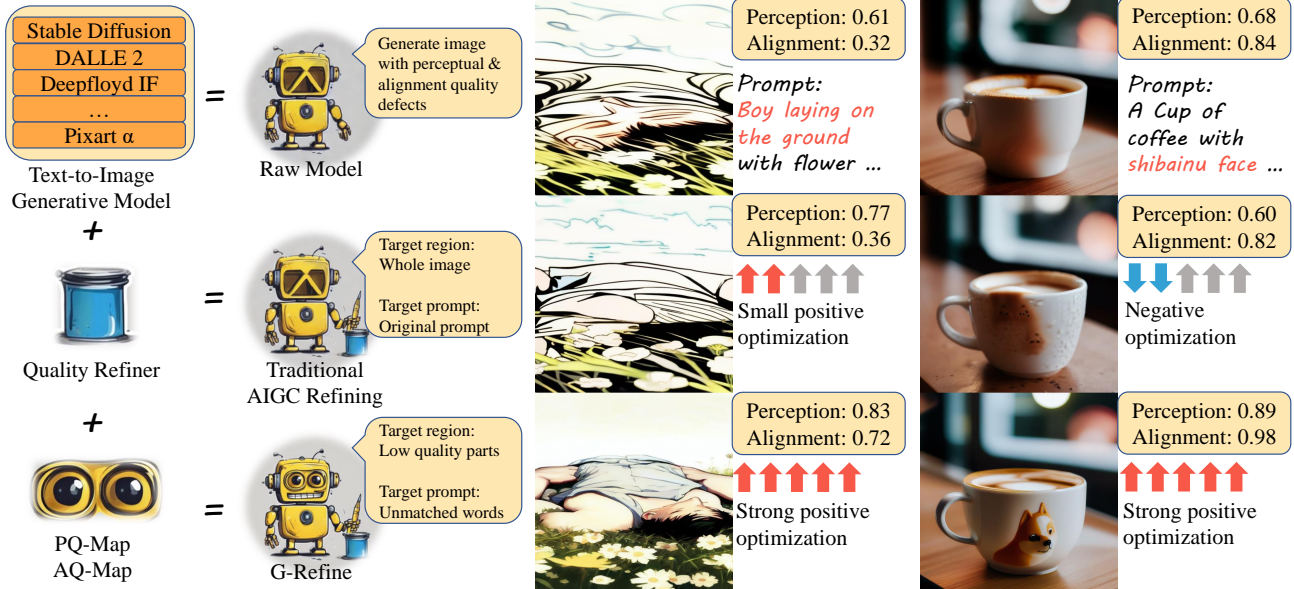 Stable Diffusion
DALLE 2
Deepfloyd IF
...
Pixart α
Text-to-Image
Generative Model
+
Quality Refiner
+
PQ-Map
AQ-Map
=
Raw Model
Generate image
with perceptual &
alignment quality
defects
=
Traditional
AIGC Refining
Target region:
Whole image
Target prompt:
Original prompt
=
G-Refine
Target region:
Low quality parts
Target prompt:
Unmatched words
Perception: 0.61
Alignment: 0.32
Prompt:
Boy laying on
the ground
with flower ...
Perception: 0.77
Alignment: 0.36
Small positive
optimization
Perception: 0.83
Alignment: 0.72
Strong positive
optimization
Perception: 0.68
Alignment: 0.84
Prompt:
A Cup of
coffee with
shibainu face ...
Perception: 0.60
Alignment: 0.82
Negative
optimization
Perception: 0.89
Alignment: 0.98
Strong positive
optimization